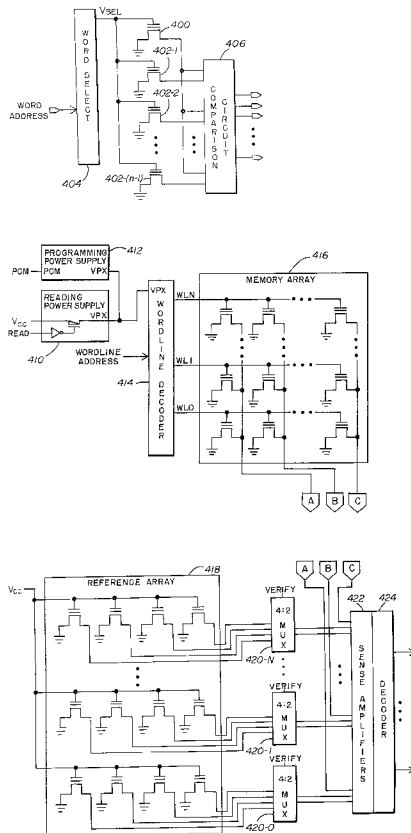 VSEL
400
406
WORD SELECT
402-1
402-2
WORD ADDRESS
COMPARISON CIRCUIT
404
402-(n-1)
PROGRAMMING POWER SUPPLY
412
PGM
PGM
VPX
READING POWER SUPPLY
VPX
VCC
READ
410
VPX
WORDLINE DECODER
WORDLINE ADDRESS
414
WLN
WL1
WL0
416
MEMORY ARRAY
A
B
C
VCC
REFERENCE ARRAY
418
VERIFY
4:2
MUX
420-N
VERIFY
4:2
MUX
420-1
VERIFY
4:2
MUX
420-0
A
B
C
422
424
SENSE AMPLIFIERS
DECODER